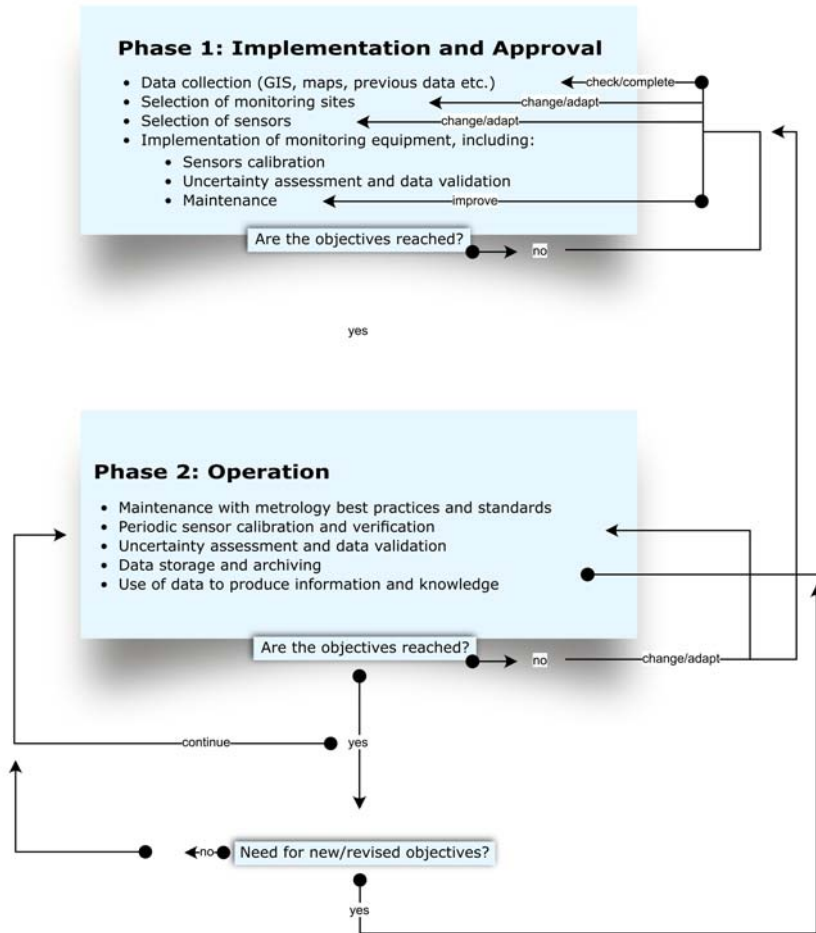 Phase 1: Implementation and Approval
Data collection (GIS, maps, previous data etc.)
check/complete
Selection of monitoring sites
change/adapt
Selection of sensors
change/adapt
Implementation of monitoring equipment, including:
Sensors calibration
Uncertainty assessment and data validation
Maintenance
improve
Are the objectives reached?
no
yes
Phase 2: Operation
Maintenance with metrology best practices and standards
Periodic sensor calibration and verification
Uncertainty assessment and data validation
Data storage and archiving
Use of data to produce information and knowledge
Are the objectives reached?
no
change/adapt
continue
yes
no
Need for new/revised objectives?
yes